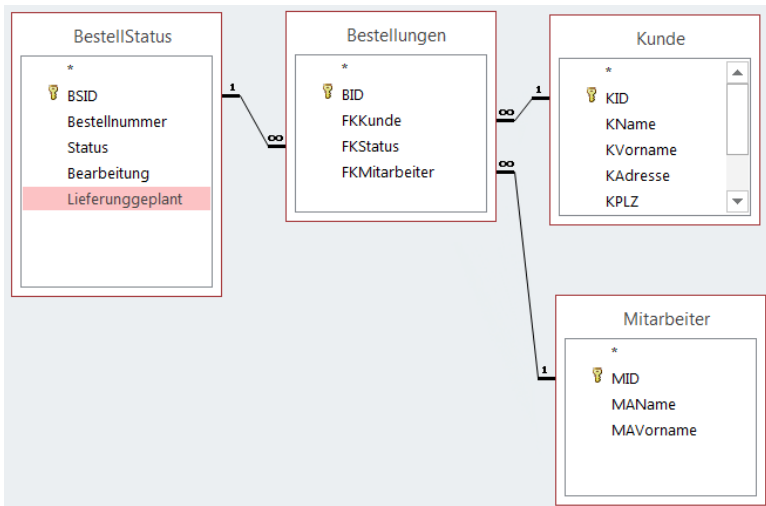 BestellStatus
*
BSID
Bestellnummer
Status
Bearbeitung
Lieferunggeplant
1
∞
Bestellungen
*
BID
FKKunde
FKStatus
FKMitarbeiter
∞
1
∞
1
Kunde
*
KID
KName
KVorname
KAdresse
KPLZ
Mitarbeiter
*
MID
MAName
MAVorname